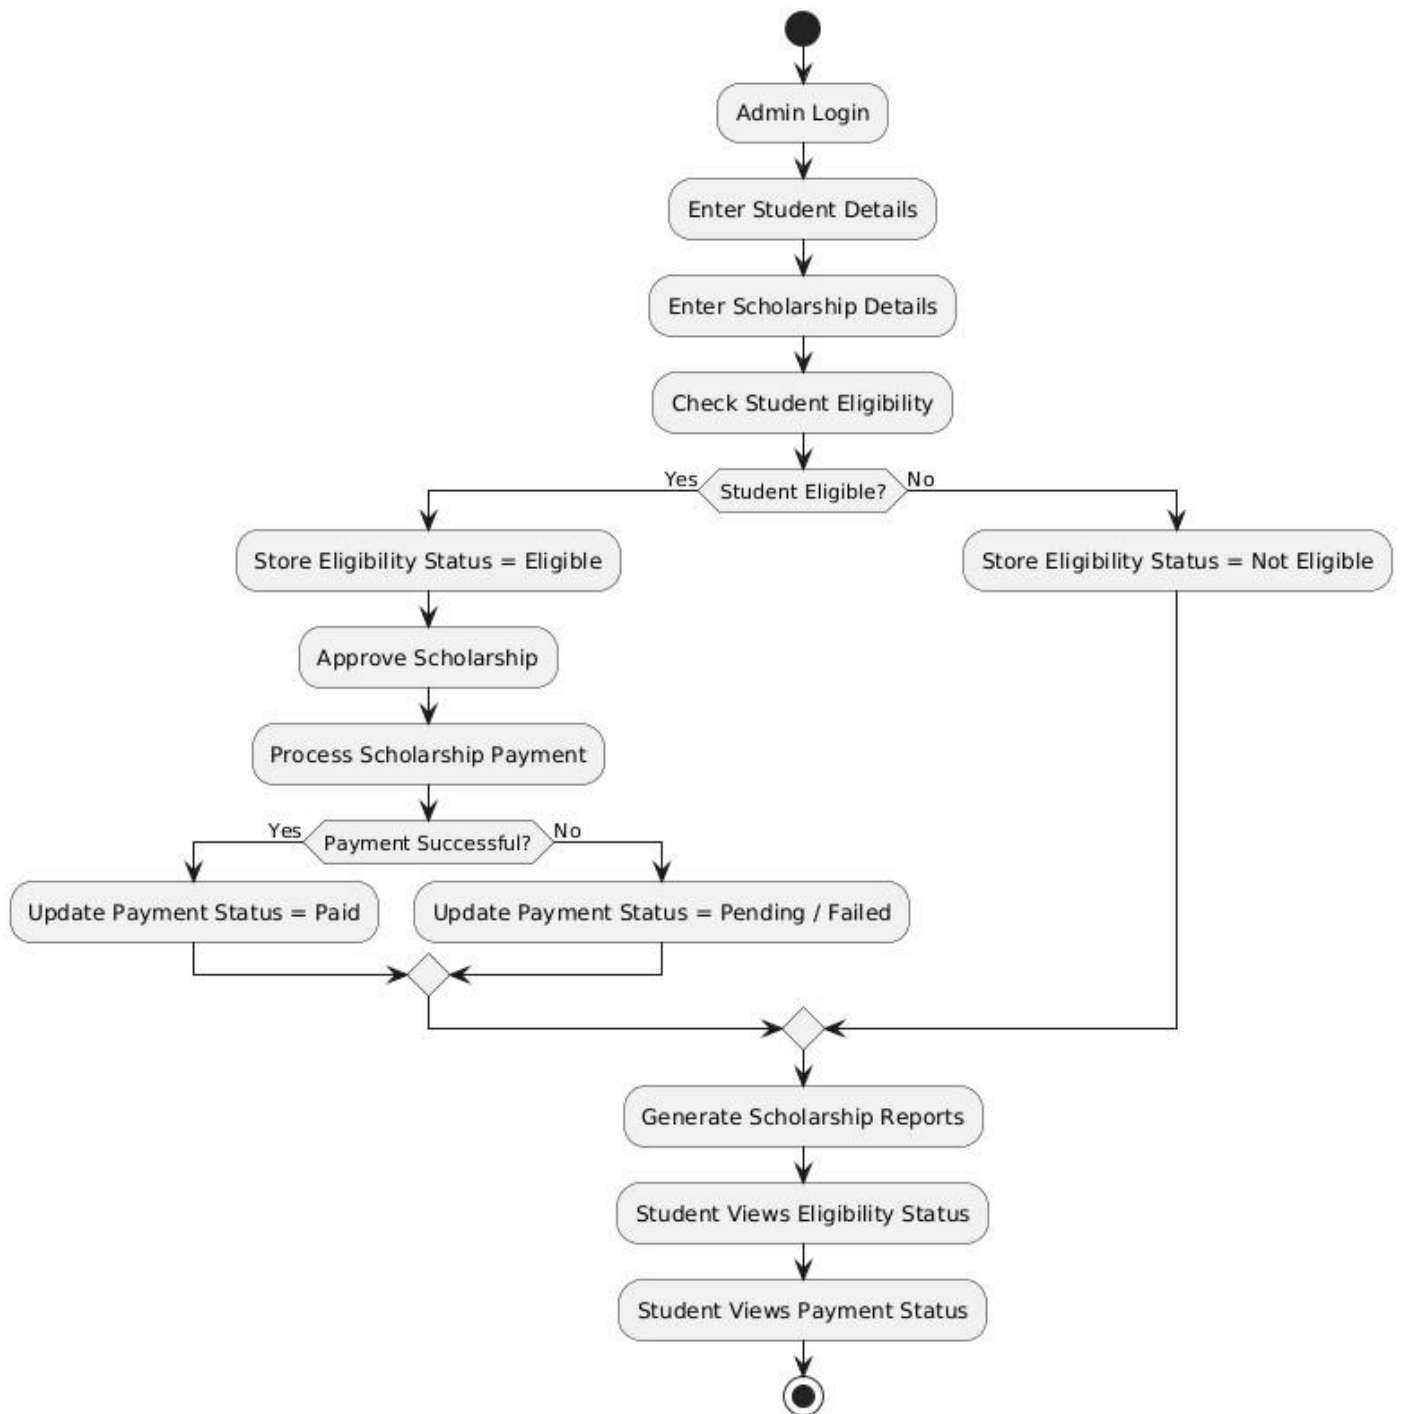 Admin Login
Enter Student Details
Enter Scholarship Details
Check Student Eligibility
Yes
Student Eligible?
No
Store Eligibility Status = Eligible
Store Eligibility Status = Not Eligible
Approve Scholarship
Process Scholarship Payment
Yes
Payment Successful?
No
Update Payment Status = Paid
Update Payment Status = Pending / Failed
Generate Scholarship Reports
Student Views Eligibility Status
Student Views Payment Status